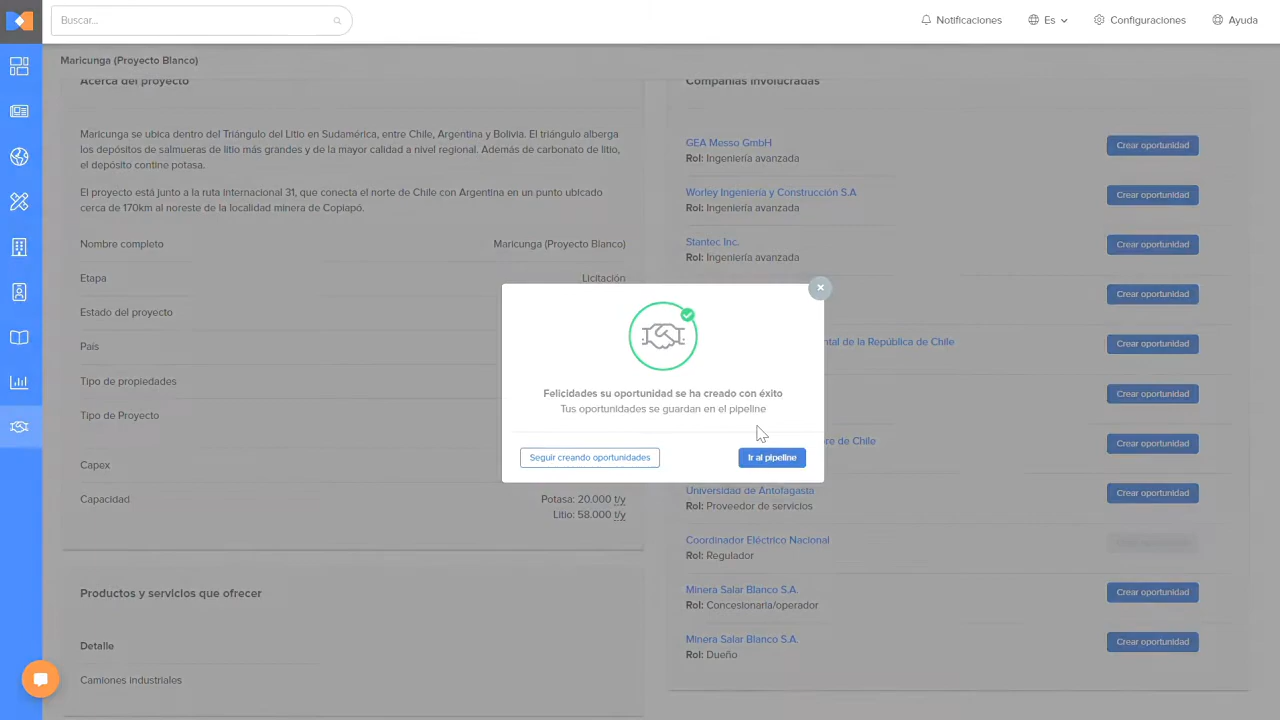 Buscar...
Notificaciones
Es
Configuraciones
Ayuda
Maricunga (Proyecto Blanco)
Acerca del proyecto
Maricunga se ubica dentro del Triángulo del Litio en Sudamérica, entre Chile, Argentina y Bolivia. El triángulo alberga
los depósitos de salmueras de litio más grandes y de la mayor calidad a nivel regional. Además de carbonato de litio,
el depósito contine potasa.
El proyecto está junto a la ruta internacional 31, que conecta el norte de Chile con Argentina en un punto ubicado
cerca de 170km al noreste de la localidad minera de Copiapó.
Nombre completo
Maricunga (Proyecto Blanco)
Etapa
Licitación
Estado del proyecto
País
Tipo de propiedades
Tipo de Proyecto
Capex
Capacidad
Potasa: 20.000 t/y
Litio: 58.000 t/y
Productos y servicios que ofrecer
Detalle
Camiones industriales
Compañias involucradas
GEA Messo GmbH
Rol: Ingeniería avanzada
Crear oportunidad
Worley Ingeniería y Construcción S.A
Rol: Ingeniería avanzada
Crear oportunidad
Stantec Inc.
Rol: Ingeniería avanzada
Crear oportunidad
Crear oportunidad
ntal de la República de Chile
Crear oportunidad
Crear oportunidad
re de Chile
Crear oportunidad
Universidad de Antofagasta
Rol: Proveedor de servicios
Crear oportunidad
Coordinador Eléctrico Nacional
Rol: Regulador
Minera Salar Blanco S.A.
Rol: Concesionaria/operador
Crear oportunidad
Minera Salar Blanco S.A.
Rol: Dueño
Crear oportunidad
Felicidades su oportunidad se ha creado con éxito
Tus oportunidades se guardan en el pipeline
Seguir creando oportunidades
Ir al pipeline